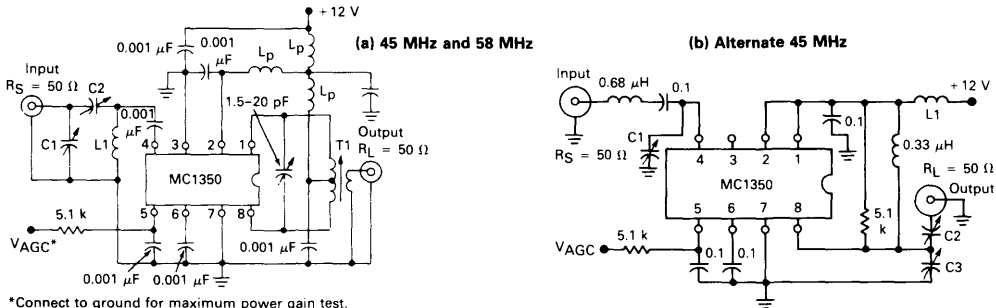 + 12 V
0.001 μF
0.001 μF
Lp
Lp
Lp
(a) 45 MHz and 58 MHz
Input
RS = 50 Ω
C2
C1
L1
0.001 μF
1.5-20 pF
T1
Output
RL = 50 Ω
4
3
2
1
MC1350
5
6
7
8
5.1 k
VAGC*
0.001 μF
0.001 μF
0.001 μF
*Connect to ground for maximum power gain test.
(b) Alternate 45 MHz
Input
0.68 μH
0.1
+ 12 V
L1
0.1
C1
RS = 50 Ω
0.33 μH
RL = 50 Ω
Output
4
3
2
1
MC1350
5
6
7
8
5.1 k
C2
C3
VAGC
5.1 k
0.1
0.1